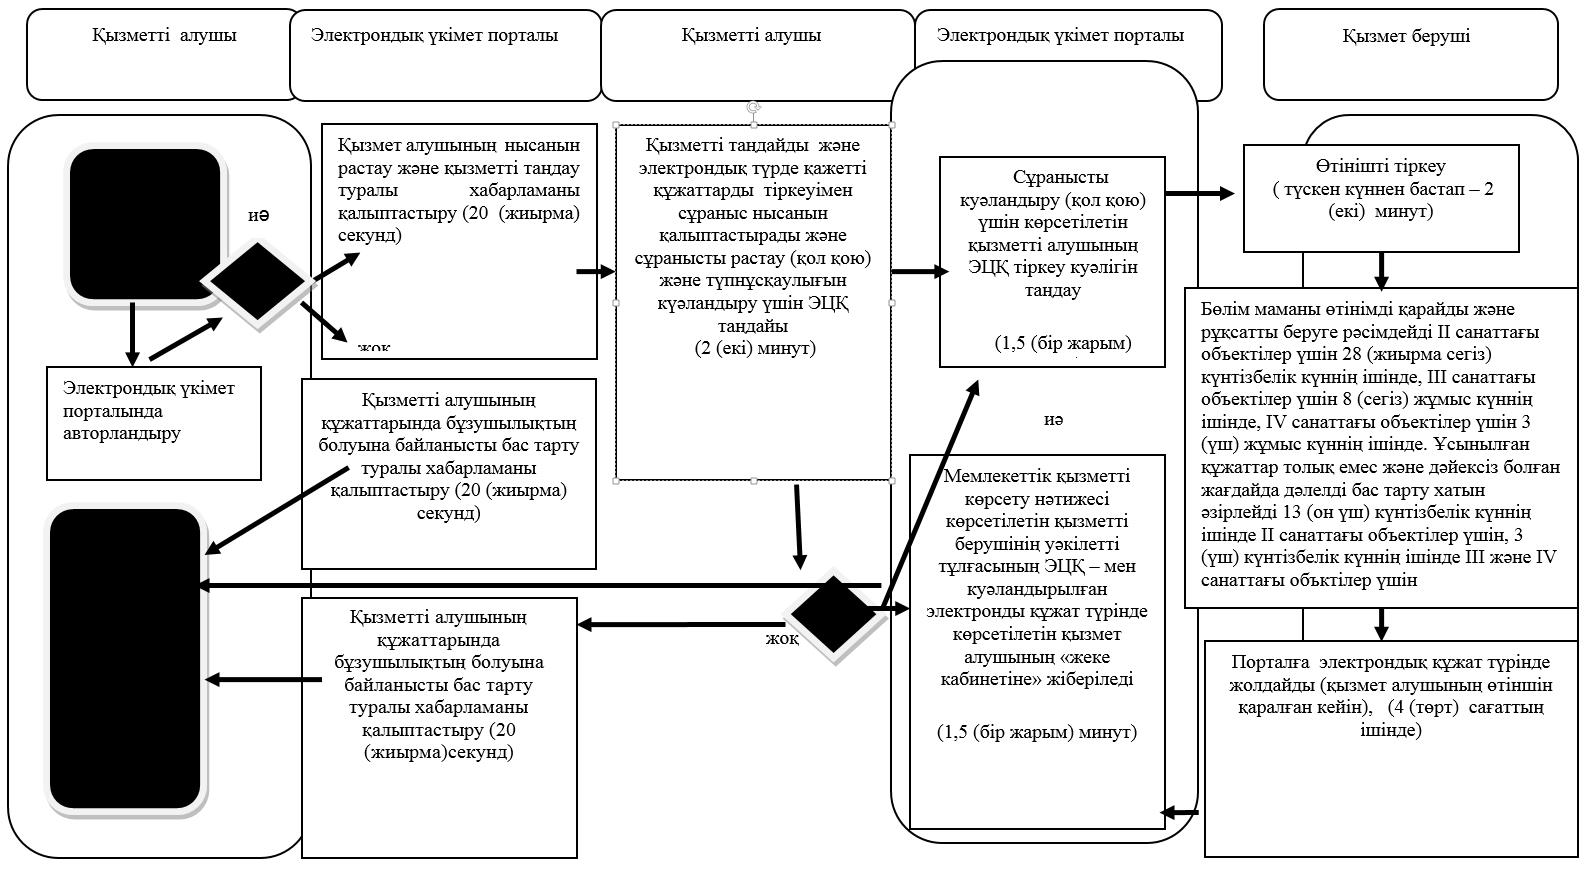 Қызметті алушы
Электрондық үкімет порталы
Қызметті алушы
Электрондық үкімет порталы
Қызмет беруші
иә
Қызмет алушының нысанын
растау және қызметті таңдау
туралы хабарламаны
қалыптастыру (20 (жиырма)
секунд)
жоқ
Электрондық үкімет
порталында
авторландыру
Қызметті алушының
құжаттарында бұзушылықтың
болуына байланысты бас тарту
туралы хабарламаны
қалыптастыру (20 (жиырма)
секунд)
Қызметті алушының
құжаттарында
бұзушылықтың болуына
байланысты бас тарту
туралы хабарламаны
қалыптастыру (20
(жиырма)секунд)
Қызметті таңдайды және
электрондық түрде қажетті
құжаттарды тіркеуімен
сұраныс нысанын
қалыптастырады және
сұранысты растау (қол қою)
және түпнұсқаулығын
күәландыру үшін ЭЦҚ
таңдайы
(2 (екі) минут)
жоқ
Сұранысты
куәландыру (қол қою)
үшін көрсетілетін
қызметті алушының
ЭЦҚ тіркеу куәлігін
таңдау
(1,5 (бір жарым)
иә
Мемлекеттік қызметті
көрсету нәтижесі
көрсетілетін қызметті
берушінің уәкілетті
тұлғасының ЭЦҚ – мен
куәландырылған
электронды құжат түрінде
көрсетілетін қызмет
алушының «жеке
кабинетіне» жіберіледі
(1,5 (бір жарым) минут)
Өтінішті тіркеу
( түскен күннен бастап – 2
(екі) минут)
Бөлім маманы өтінімді қарайды және
рұқсатты беруге рәсімдейді II санаттағы
объектілер үшін 28 (жиырма сегіз)
күнтізбелік күннің ішінде, III санаттағы
объектілер үшін 8 (сегіз) жұмыс күннің
ішінде, IV санаттағы объектілер үшін 3
(үш) жұмыс күннің ішінде. Ұсынылған
құжаттар толық емес және дәйексіз болған
жағдайда дәлелді бас тарту хатын
әзірлейді 13 (он үш) күнтізбелік күннің
ішінде II санаттағы объектілер үшін, 3
(үш) күнтізбелік күннің ішінде III және IV
санаттағы объктілер үшін
Порталға электрондық құжат түрінде
жолдайды (қызмет алушының өтіншін
қаралған кейін), (4 (төрт) сағаттың
ішінде)